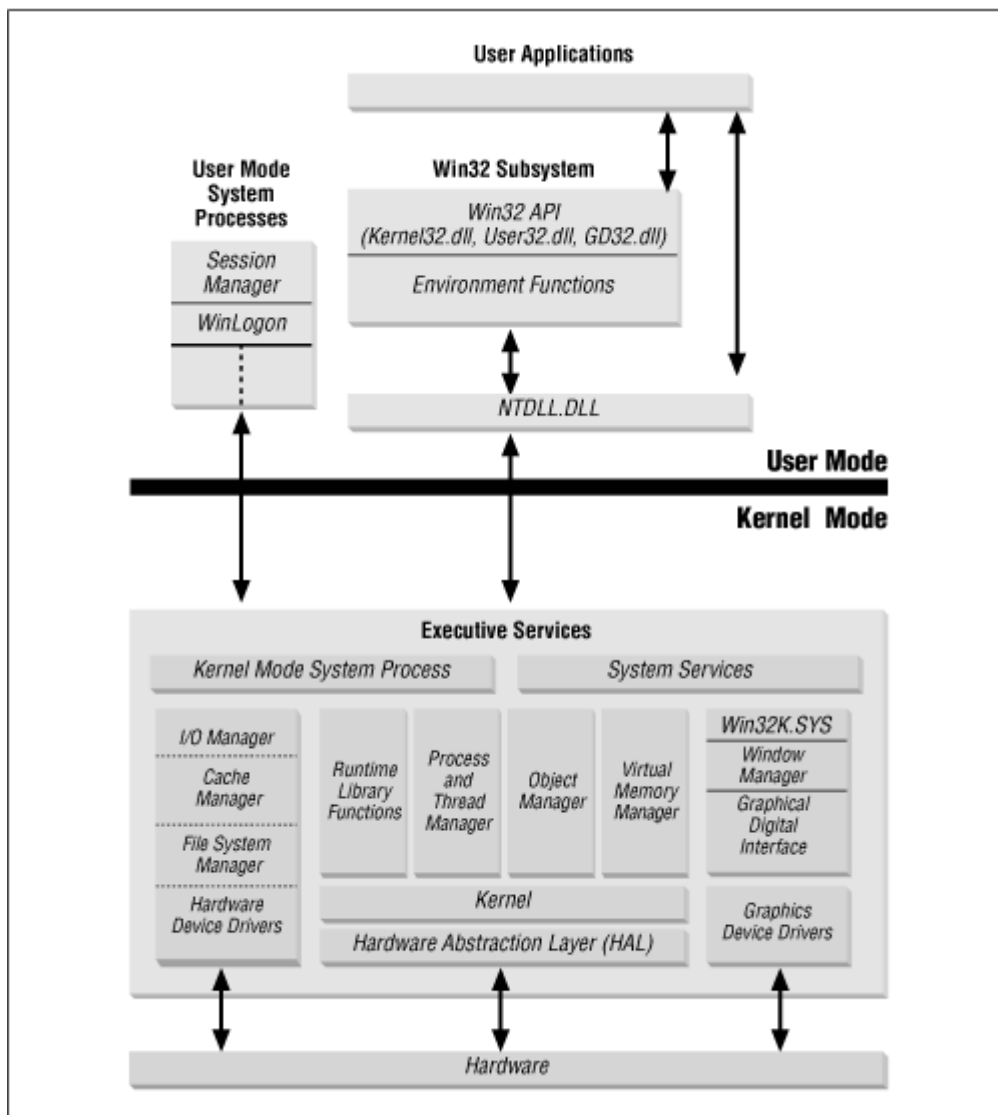 User Applications
User Mode
System
Processes
Session
Manager
WinLogon
Win32 Subsystem
Win32 API
(Kernel32.dll, User32.dll, GD32.dll)
Environment Functions
NTDLL.DLL
User Mode
Kernel Mode
Executive Services
Kernel Mode System Process
System Services
I/O Manager
Cache
Manager
File System
Manager
Hardware
Device Drivers
Runtime
Library
Functions
Process
and
Thread
Manager
Object
Manager
Virtual
Memory
Manager
Kernel
Hardware Abstraction Layer (HAL)
Win32K.SYS
Window
Manager
Graphical
Digital
Interface
Graphics
Device Drivers
Hardware